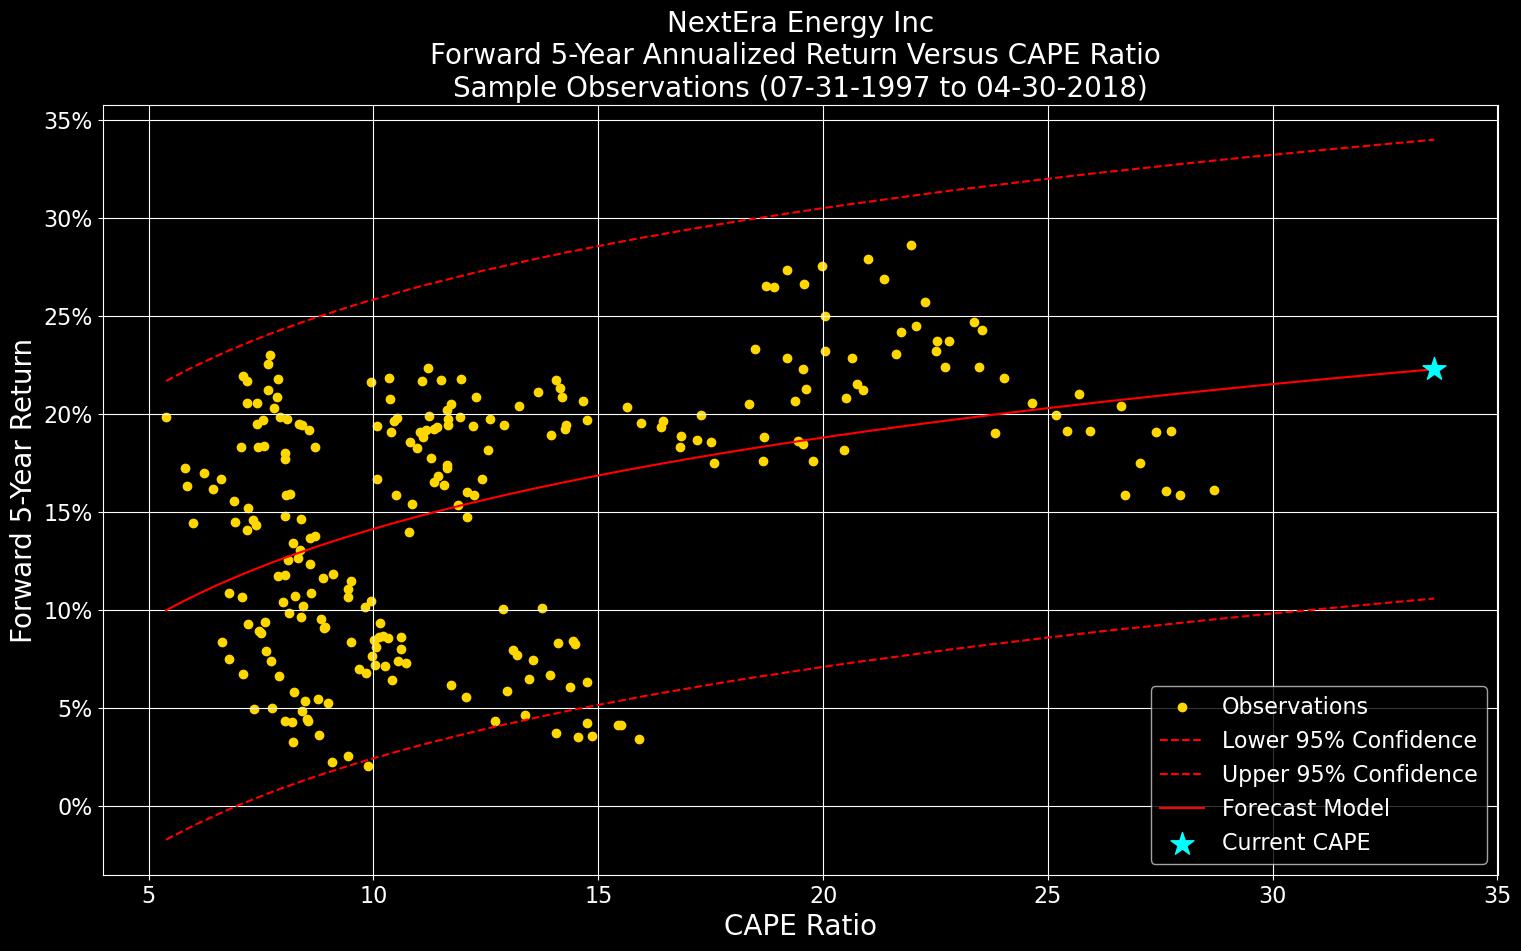 NextEra Energy Inc
Forward 5-Year Annualized Return Versus CAPE Ratio
Sample Observations (07-31-1997 to 04-30-2018)
35%
30%
25%
20%
15%
10%
5%
0%
Forward 5-Year Return
Observations
Lower 95% Confidence
Upper 95% Confidence
Forecast Model
Current CAPE
5
10
15
20
25
30
35
CAPE Ratio